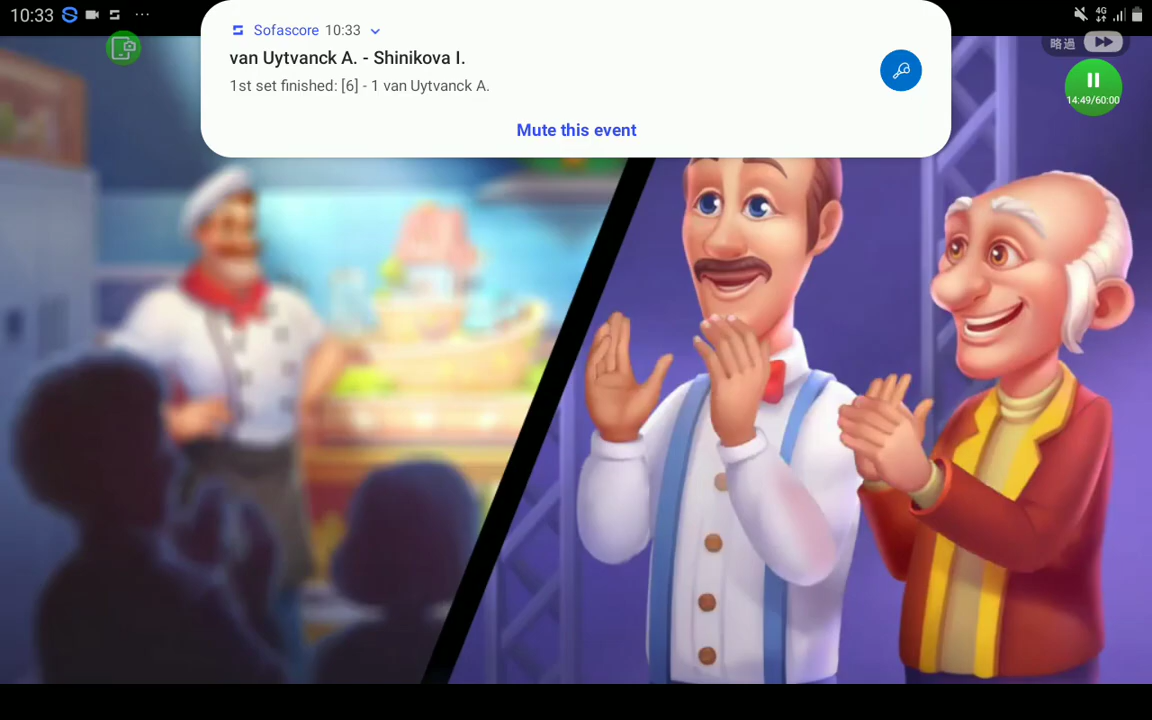 10:33
4G
Sofascore 10:33
van Uytvanck A. - Shinikova I.
1st set finished: [6] - 1 van Uytvanck A.
Mute this event
略過
14:49/60:00